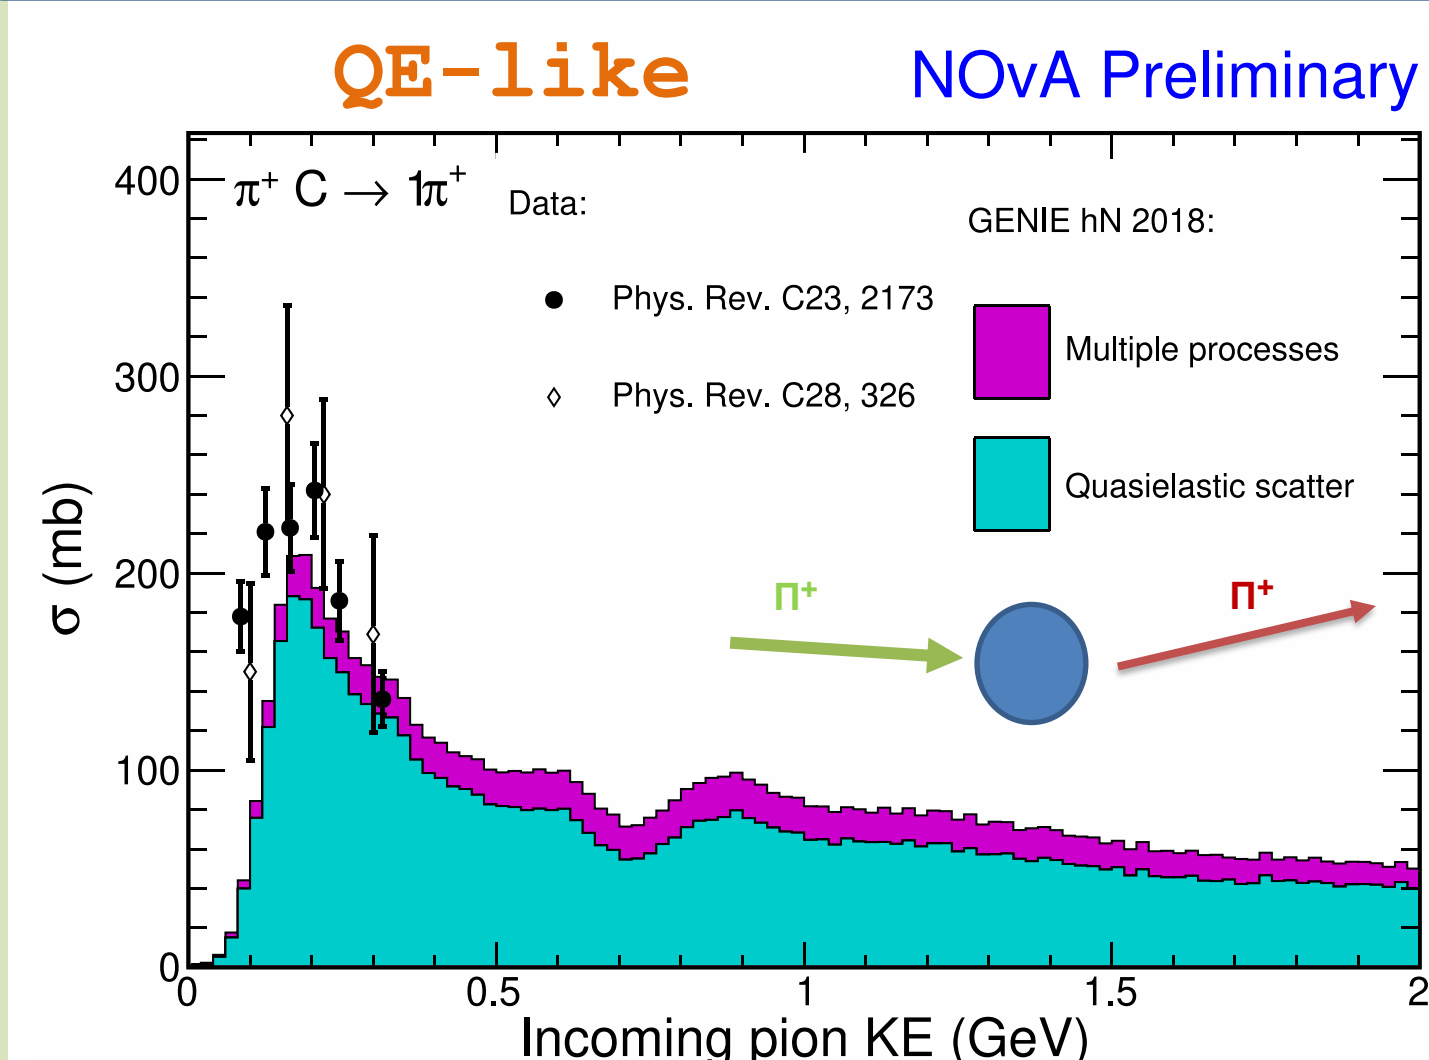 QE-like
NOvA Preliminary
π⁺ C → 1π⁺
Data:
Phys. Rev. C23, 2173
Phys. Rev. C28, 326
GENIE hN 2018:
Multiple processes
Quasielastic scatter
Π⁺
Π⁺
σ (mb)
400
300
200
100
0
0
0.5
1
1.5
2
Incoming pion KE (GeV)